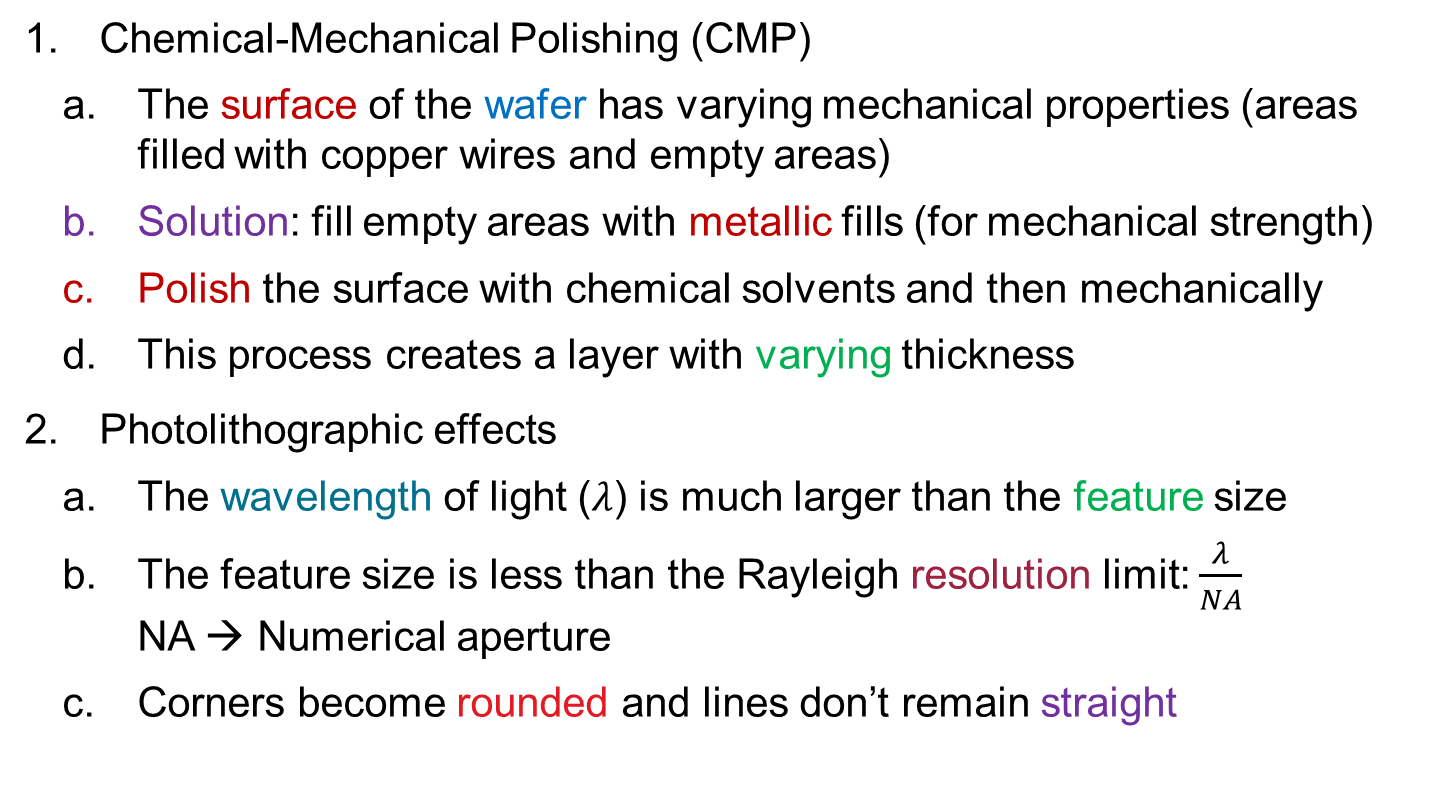 1. Chemical-Mechanical Polishing (CMP)
a. The surface of the wafer has varying mechanical properties (areas
filled with copper wires and empty areas)
b. Solution: fill empty areas with metallic fills (for mechanical strength)
c. Polish the surface with chemical solvents and then mechanically
d. This process creates a layer with varying thickness
2. Photolithographic effects
a. The wavelength of light (λ) is much larger than the feature size
b. The feature size is less than the Rayleigh resolution limit: λ/NA
NA → Numerical aperture
c. Corners become rounded and lines don’t remain straight